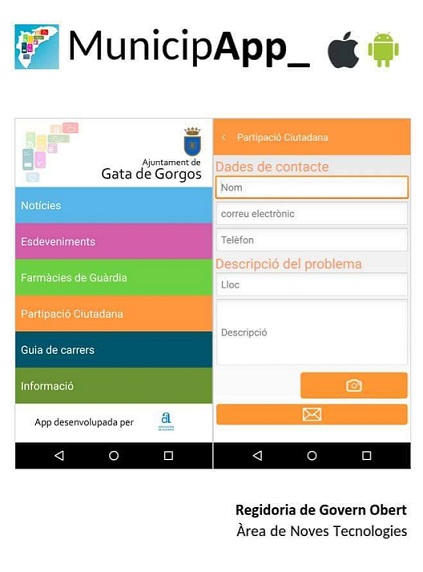 MunicipApp_
Ajuntament de
Gata de Gorgos
Notícies
Esdeveniments
Farmàcies de Guàrdia
Partipació Ciutadana
Guia de carrers
Informació
App desenvolupada per
Partipació Ciutadana
Dades de contacte
Nom
correu electrònic
Telèfon
Descripció del problema
Lloc
Descripció
Regidoria de Govern Obert
Àrea de Noves Tecnologies